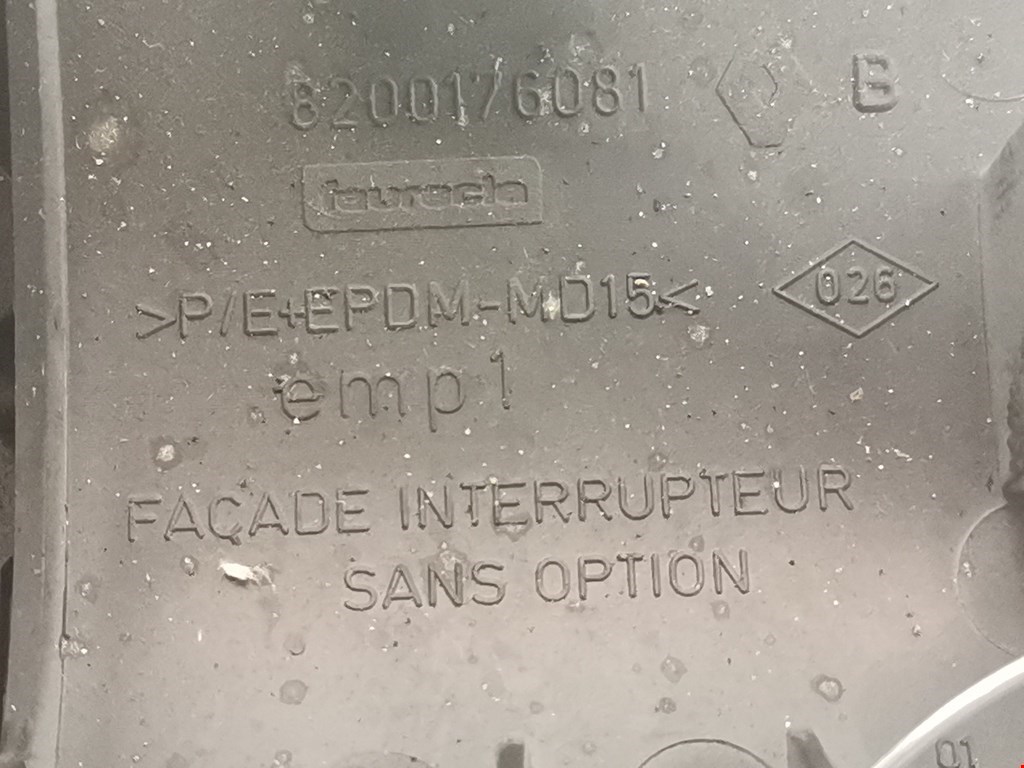 8200176081 B
faurecia
>P/E+EPDM-MD15< 026
emp1
FAÇADE INTERRUPTEUR
SANS OPTION
01